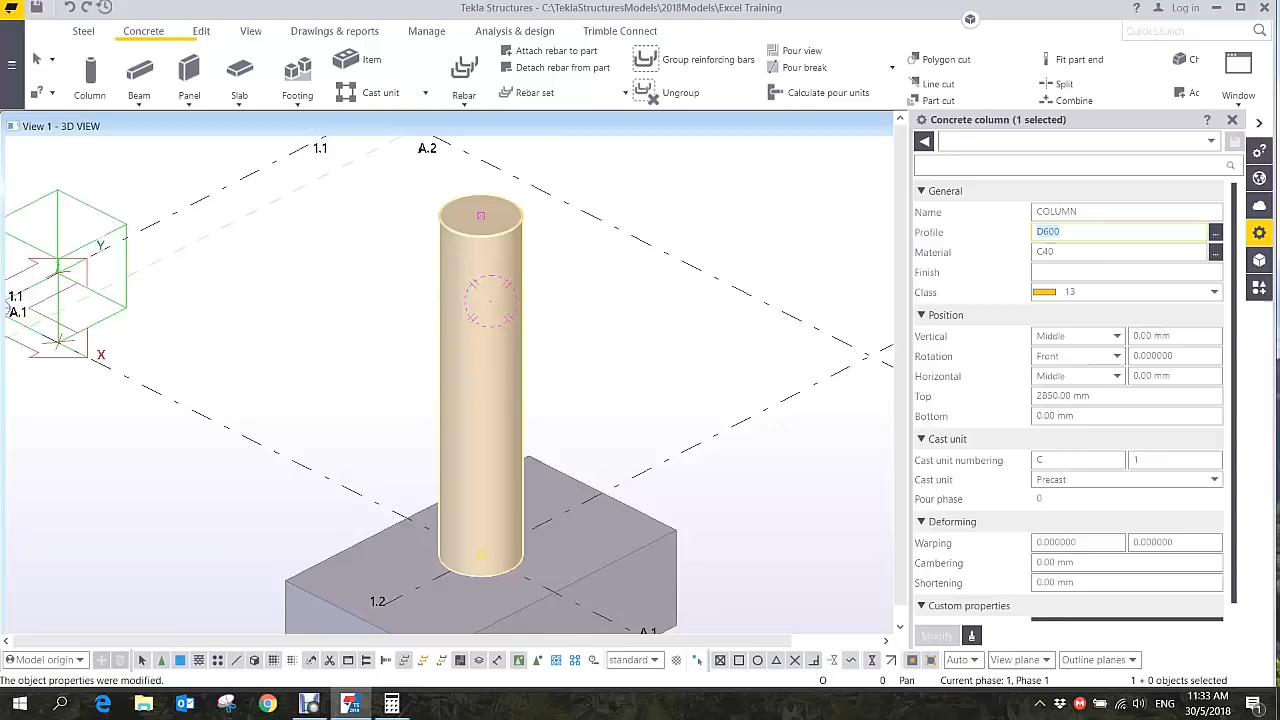 Tekla Structures - C:\TeklaStructuresModels\2018Models\Excel Training
Log in
Steel
Concrete
Edit
View
Drawings & reports
Manage
Analysis & design
Trimble Connect
Quick Launch
Column
Beam
Panel
Slab
Footing
Item
Cast unit
Rebar
Attach rebar to part
Detach rebar from part
Rebar set
Group reinforcing bars
Ungroup
Pour view
Pour break
Calculate pour units
Polygon cut
Line cut
Part cut
Fit part end
Split
Combine
Cł
Ac
Window
View 1 - 3D VIEW
1.1
A.2
Y
1.1
A.1
X
1.2
A.1
Concrete column (1 selected)
General
Name COLUMN
Profile D600
Material C40
Finish
Class 13
Position
Vertical Middle 0.00 mm
Rotation Front 0.000000
Horizontal Middle 0.00 mm
Top 2850.00 mm
Bottom 0.00 mm
Cast unit
Cast unit numbering C 1
Cast unit Precast
Pour phase 0
Deforming
Warping 0.000000 0.000000
Cambering 0.00 mm
Shortening 0.00 mm
Custom properties
Modify
Model origin
standard
Auto
View plane
Outline planes
The object properties were modified.
O 0 Pan Current phase: 1, Phase 1 1 + 0 objects selected
ENG
11:33 AM
30/5/2018